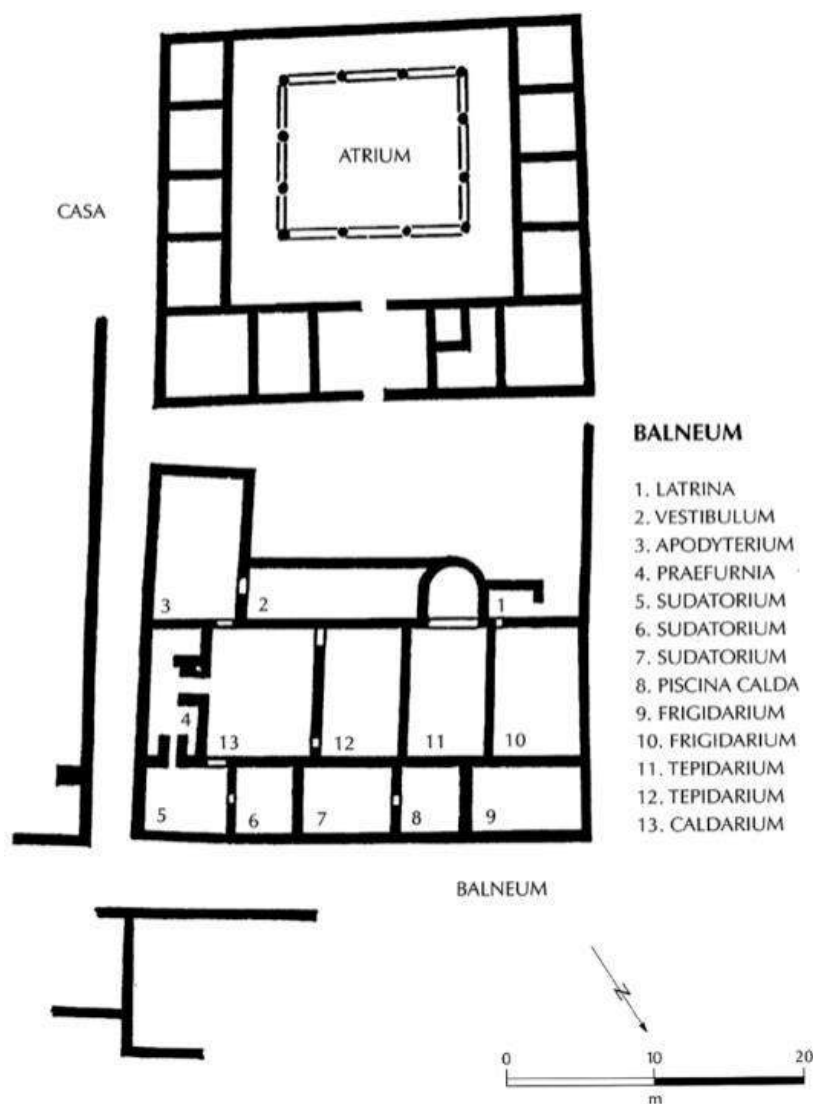 ATRIUM
CASA
BALNEUM
1. LATRINA
2. VESTIBULUM
3. APODYTERIUM
4. PRAEFURNIA
5. SUDATORIUM
6. SUDATORIUM
7. SUDATORIUM
8. PISCINA CALDA
9. FRIGIDARIUM
10. FRIGIDARIUM
11. TEPIDARIUM
12. TEPIDARIUM
13. CALDARIUM
3 2 1
4 13 12 11 10
5 6 7 8 9
BALNEUM
N
0 10 20
m